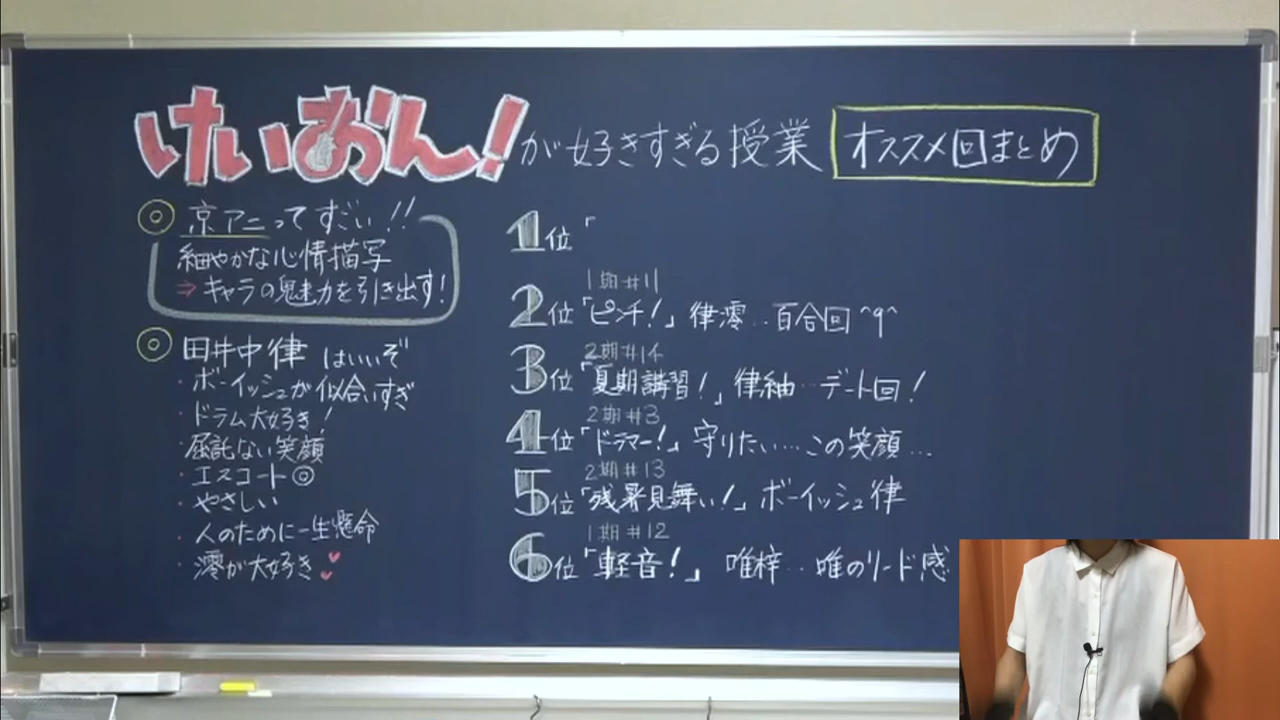 けいおん!が好きすぎる授業 オススメ回まとめ
◎ 京アニってすごい!!
細やかな心情描写
⇒ キャラの魅力を引き出す!
◎ 田井中律 はいいぞ
・ボーイッシュが似合いすぎ
・ドラム大好き!
・屈託ない笑顔
・エスコート◎
・やさしい
・人のために一生懸命
・澪が大好き♥♥
1位「
1期#11
2位「ピンチ!」律澪…百合回^q^
2期#14
3位「夏期講習!」律紬…デート回!
2期#3
4位「ドラマー!」守りたい…この笑顔…
2期#13
5位「残暑見舞い!」ボーイッシュ律
1期#12
6位「軽音!」唯梓…唯のリード感